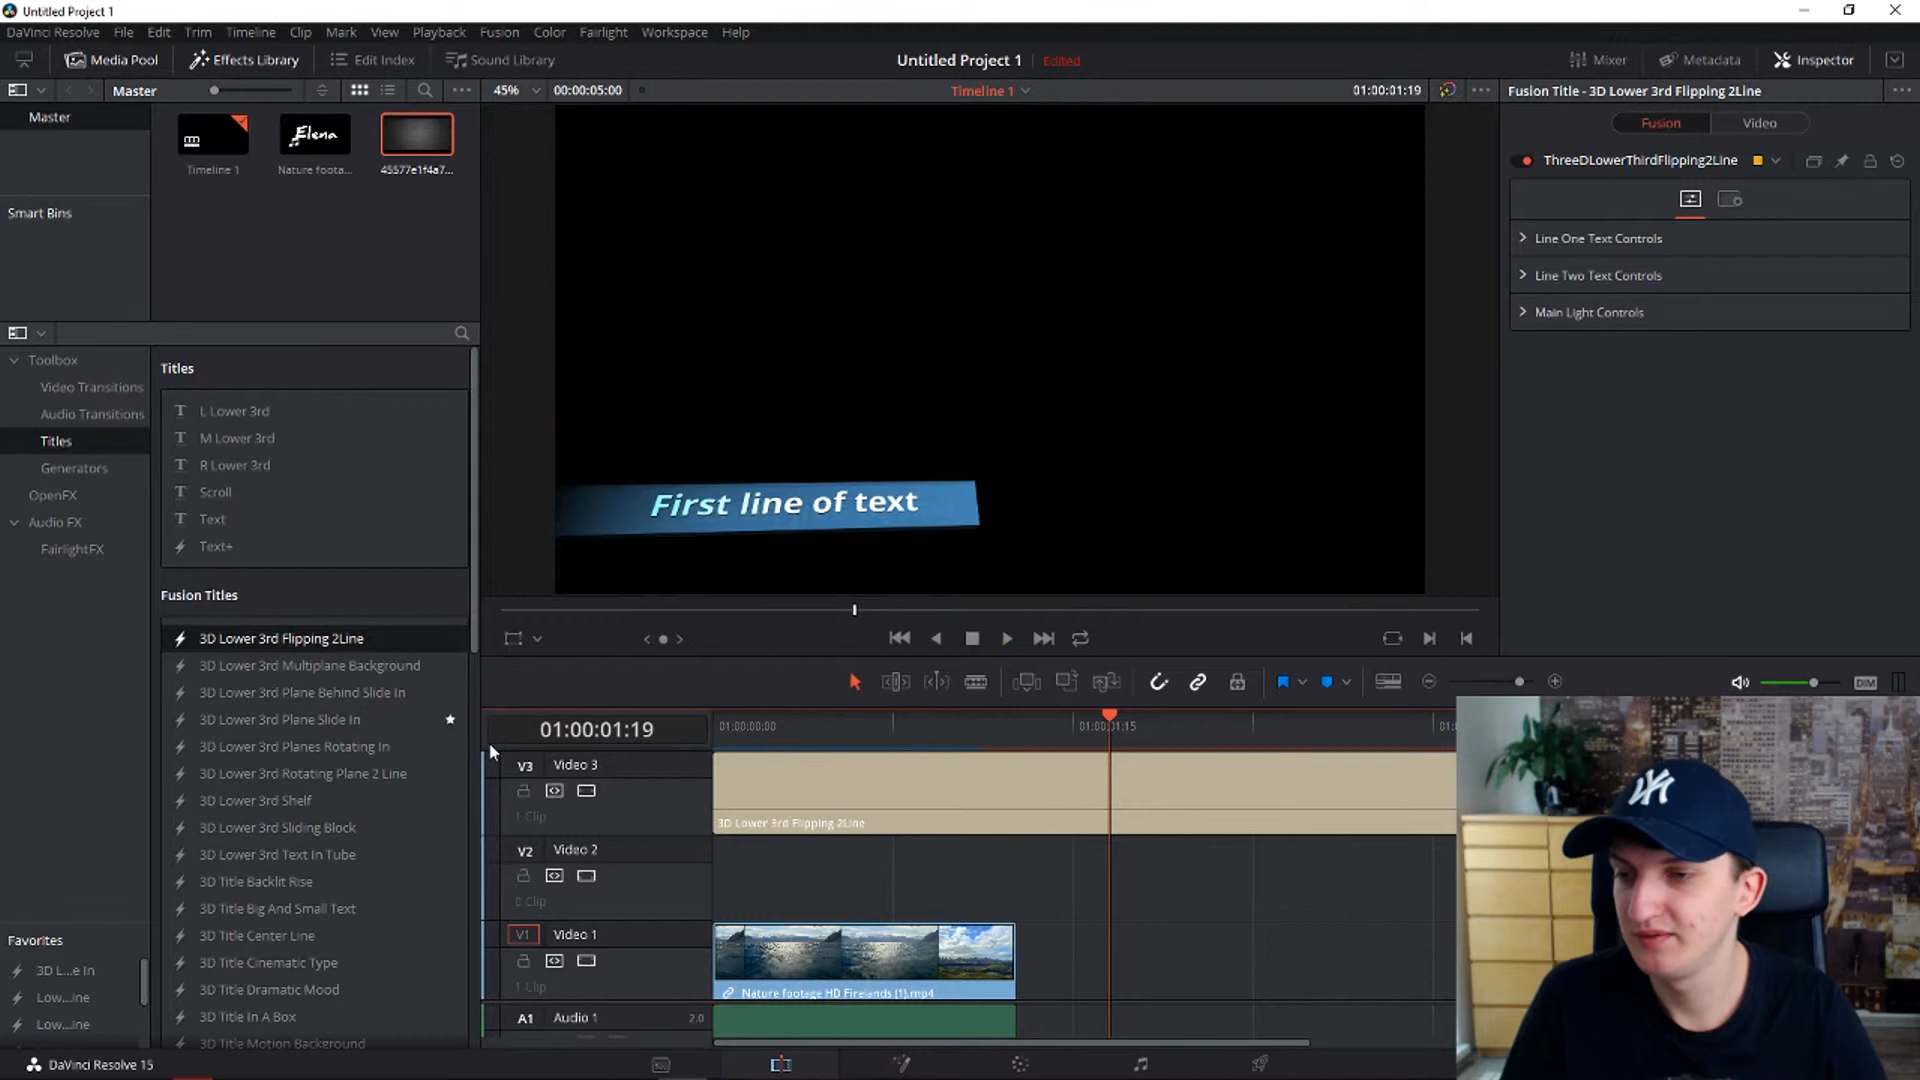 Untitled Project 1
DaVinci Resolve File Edit Trim Timeline Clip Mark View Playback Fusion Color Fairlight Workspace Help
Media Pool Effects Library Edit Index Sound Library Untitled Project 1 Edited Mixer Metadata Inspector
Master 45% 00:00:05:00 Timeline 1 01:00:01:19 Fusion Title - 3D Lower 3rd Flipping 2Line
Master
Elena
Timeline 1 Nature foota... 45577e1f4a7...
Smart Bins
Fusion Video
ThreeDLowerThirdFlipping2Line
Line One Text Controls
Line Two Text Controls
Main Light Controls
Toolbox
Video Transitions
Audio Transitions
Titles
Generators
OpenFX
Audio FX
FairlightFX
Titles
L Lower 3rd
M Lower 3rd
R Lower 3rd
Scroll
Text
Text+
Fusion Titles
3D Lower 3rd Flipping 2Line
3D Lower 3rd Multiplane Background
3D Lower 3rd Plane Behind Slide In
3D Lower 3rd Plane Slide In
3D Lower 3rd Planes Rotating In
3D Lower 3rd Rotating Plane 2 Line
3D Lower 3rd Shelf
3D Lower 3rd Sliding Block
3D Lower 3rd Text In Tube
3D Title Backlit Rise
3D Title Big And Small Text
3D Title Center Line
3D Title Cinematic Type
3D Title Dramatic Mood
3D Title In A Box
3D Title Motion Background
Favorites
3D L...e In
Low...ine
Low...ine
First line of text
DIM
01:00:01:19 01:00:00:00 01:00:01:15
V3 Video 3
1 Clip
3D Lower 3rd Flipping 2Line
V2 Video 2
0 Clip
V1 Video 1
1 Clip
Nature footage HD Firelands (1).mp4
A1 Audio 1 2.0
DaVinci Resolve 15